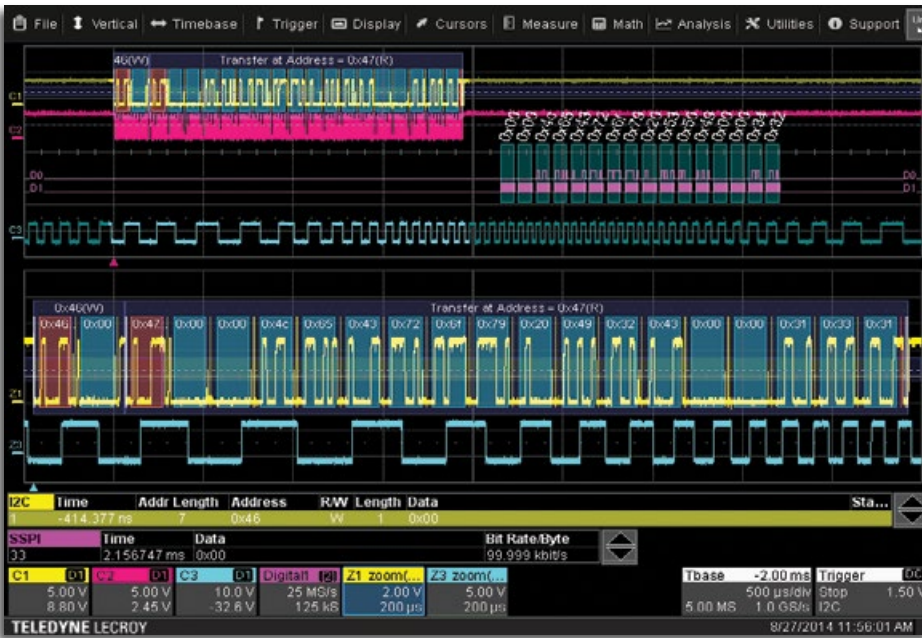 File Vertical Timebase Trigger Display Cursors Measure Math Analysis Utilities Support
46(W) Transfer at Address = 0x47(R)
C1
C2
D0 D0
D1 D1
C3
0x46(W) Transfer at Address = 0x47(R)
0x46 0x00 0x47 0x00 0x00 0x4c 0x65 0x43 0x72 0x6f 0x79 0x20 0x49 0x32 0x43 0x00 0x00 0x31 0x33 0x31
Z1
Z3
I2C Time Addr Length Address R/W Length Data Sta...
1 -414.377 ns 7 0x46 W 1 0x00
SSPI Time Data Bit Rate/Byte
33 2.156747 ms 0x00 99.999 kbit/s
C1 D1 C2 D1 C3 D1 Digital1 Z1 zoom(... Z3 zoom(... Tbase -2.00 ms Trigger DC
5.00 V 5.00 V 10.0 V 25 MS/s 2.00 V 5.00 V 500 µs/div Stop 1.50 V
8.80 V 2.45 V -32.6 V 125 kS 200 µs 200 µs 5.00 MS 1.0 GS/s I2C
TELEDYNE LECROY 8/27/2014 11:56:01 AM